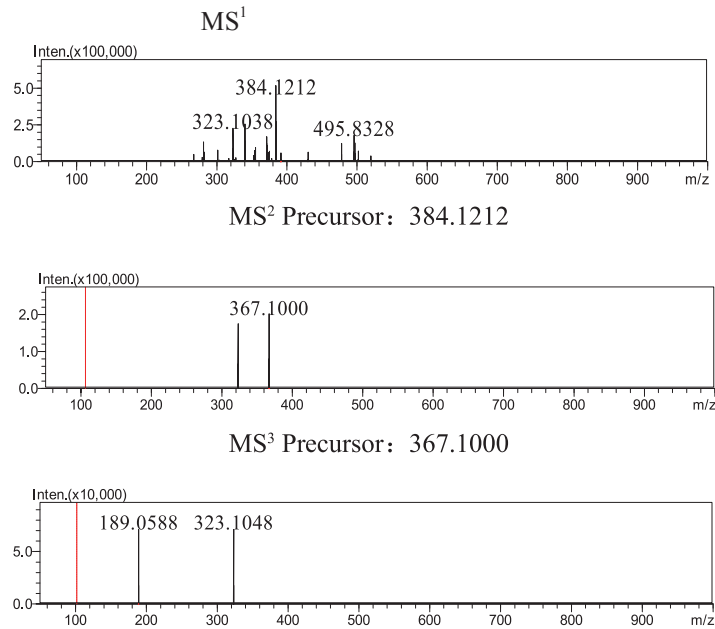 MS¹
Inten.(x100,000)
384.1212
5.0
323.1038
495.8328
2.5
0.0
100 200 300 400 500 600 700 800 900 m/z
MS² Precursor：384.1212
Inten.(x100,000)
367.1000
2.0
1.0
0.0
100 200 300 400 500 600 700 800 900 m/z
MS³ Precursor：367.1000
Inten.(x10,000)
189.0588 323.1048
5.0
0.0
100 200 300 400 500 600 700 800 900 m/z